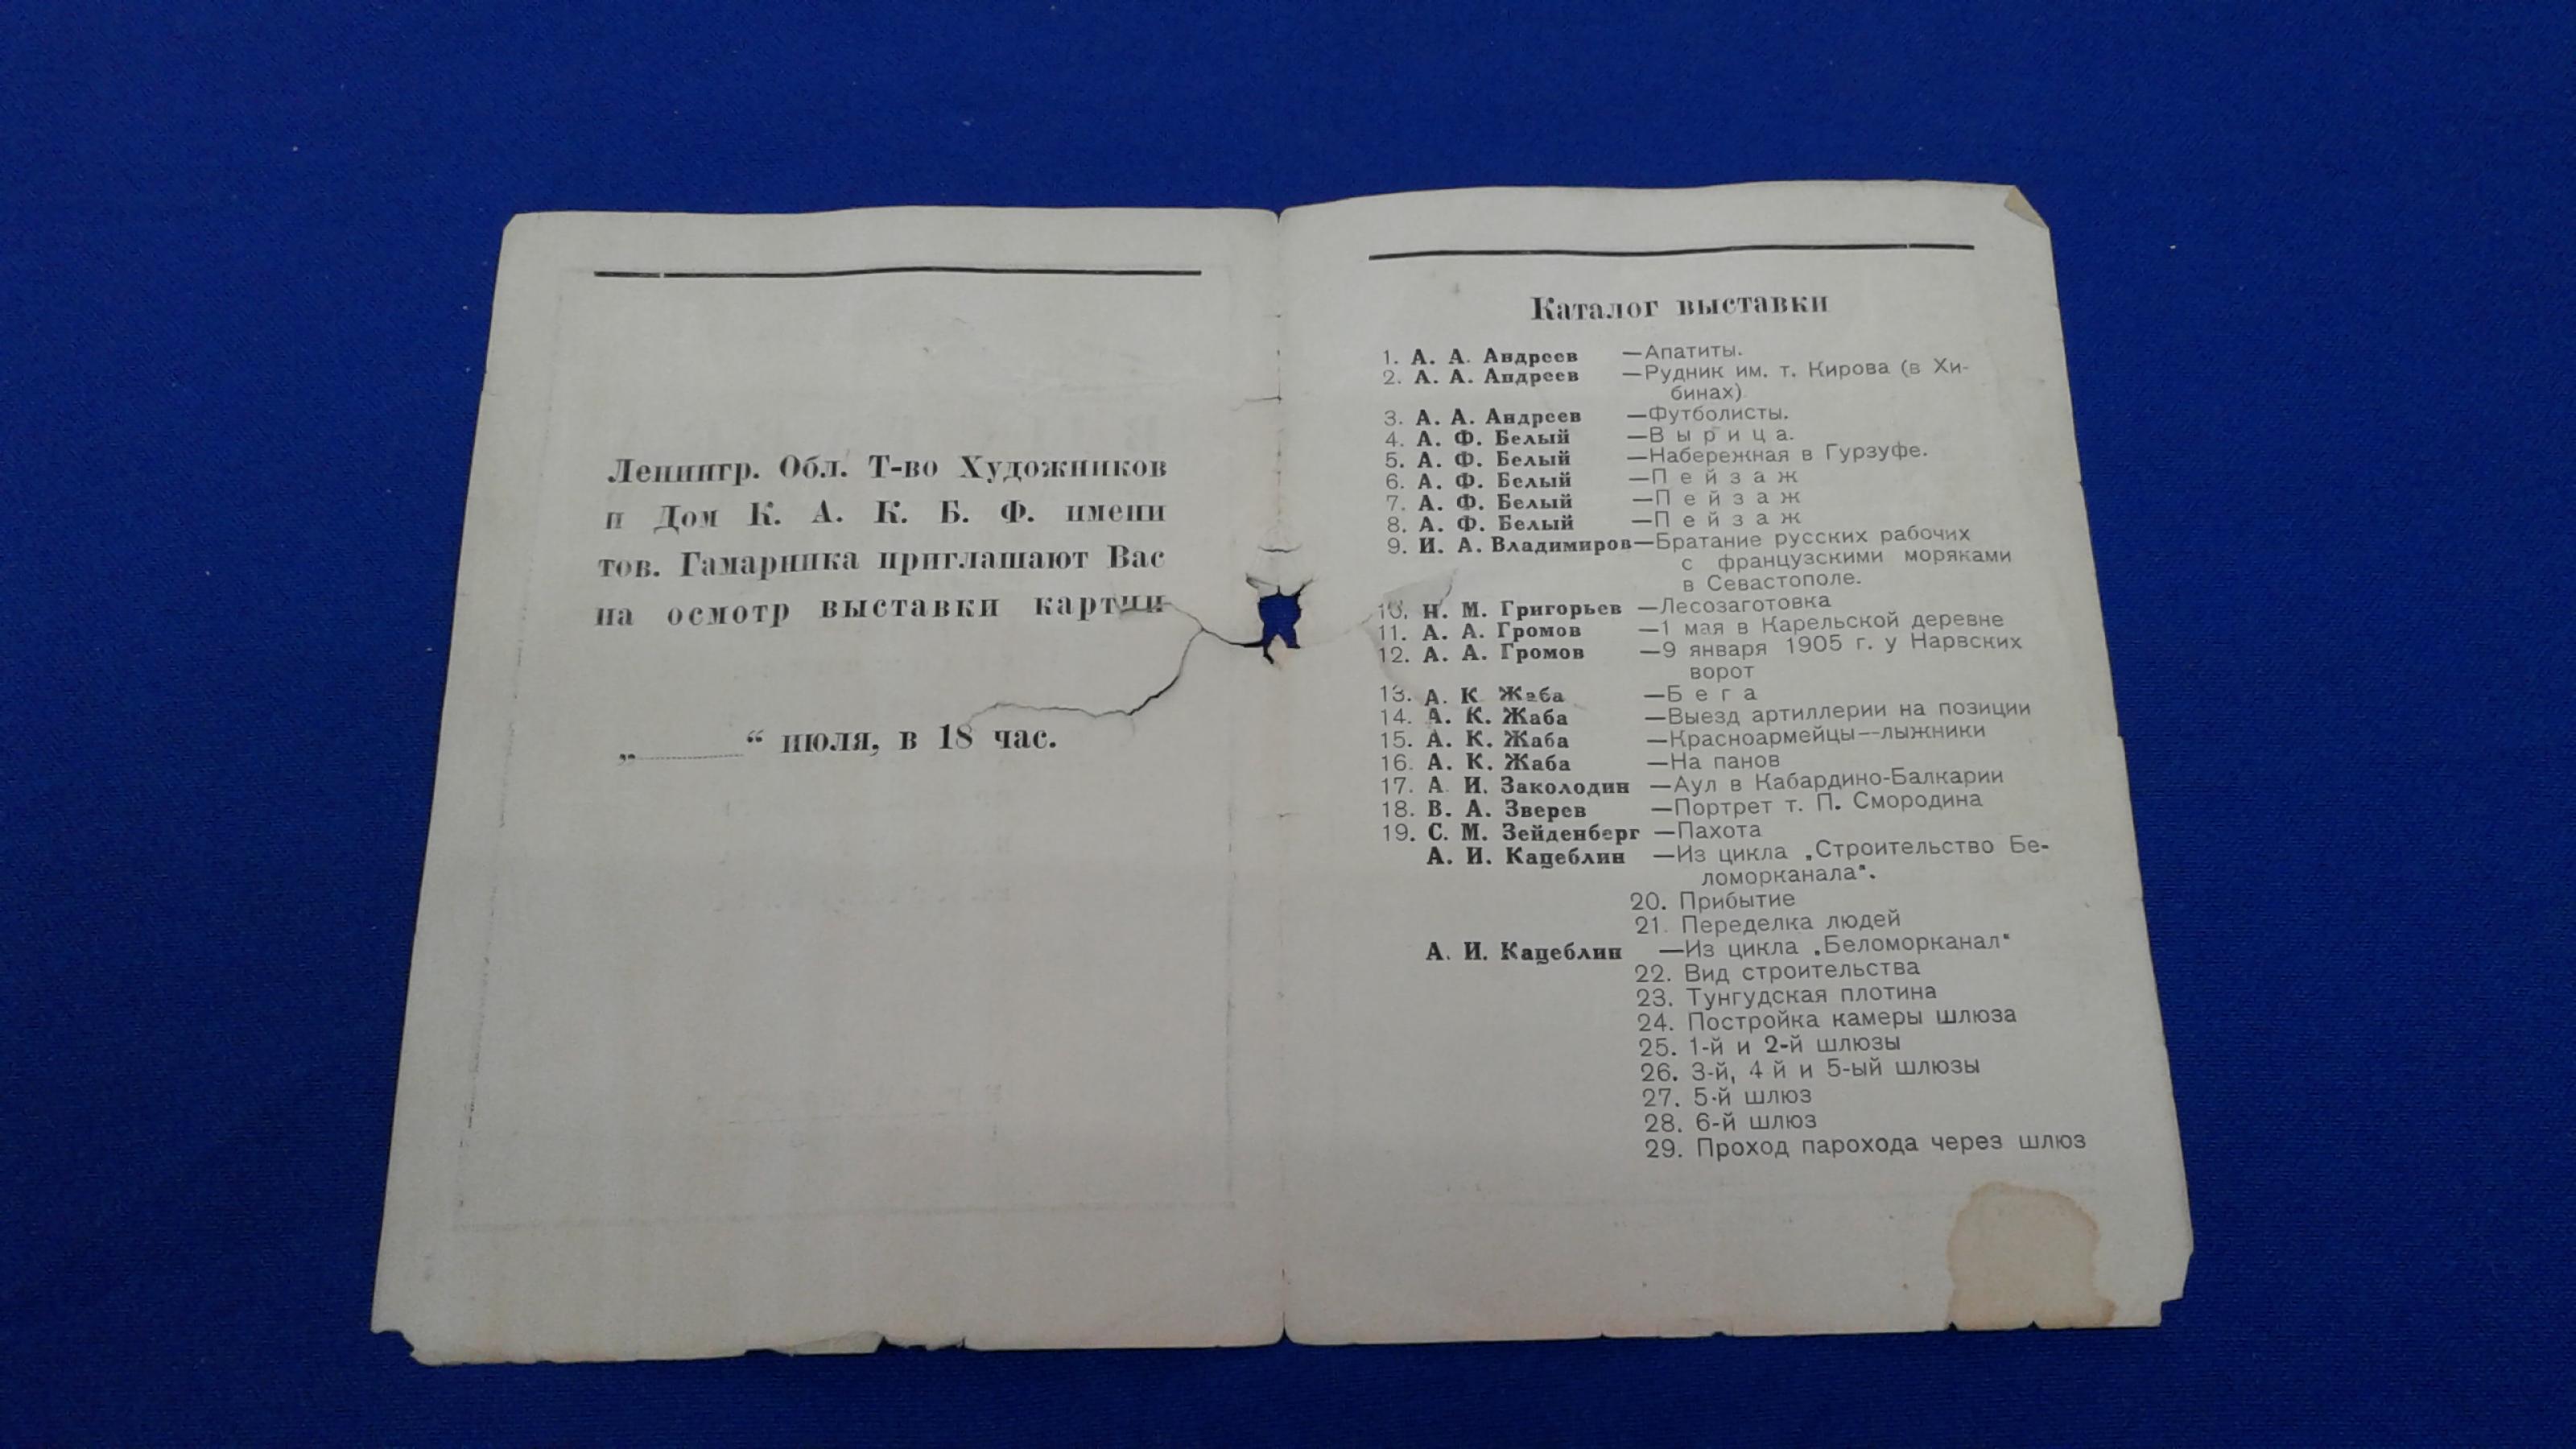 Ленингр. Обл. Т-во Художников
и Дом К. А. К. Б. Ф. имени
тов. Гамарника приглашают Вас
на осмотр выставки картин
„ “ июля, в 18 час.
Каталог выставки
1. А. А. Андреев —Апатиты.
2. А. А. Андреев —Рудник им. т. Кирова (в Хи-
бинах)
3. А. А. Андреев —Футболисты.
4. А. Ф. Белый —Вырица.
5. А. Ф. Белый —Набережная в Гурзуфе.
6. А. Ф. Белый —Пейзаж
7. А. Ф. Белый —Пейзаж
8. А. Ф. Белый —Пейзаж
9. И. А. Владимиров—Братание русских рабочих
с французскими моряками
в Севастополе.
10. Н. М. Григорьев —Лесозаготовка
11. А. А. Громов —1 мая в Карельской деревне
12. А. А. Громов —9 января 1905 г. у Нарвских
ворот
13. А. К Жаба —Бега
14. А. К. Жаба —Выезд артиллерии на позиции
15. А. К. Жаба —Красноармейцы—лыжники
16. А. К. Жаба —На панов
17. А И. Заколодин —Аул в Кабардино-Балкарии
18. В. А. Зверев —Портрет т. П. Смородина
19. С. М. Зейденберг —Пахота
А. И. Кацеблин —Из цикла „Строительство Бе-
ломорканала".
20. Прибытие
21. Переделка людей
А. И. Кацеблин —Из цикла „Беломорканал"
22. Вид строительства
23. Тунгудская плотина
24. Постройка камеры шлюза
25. 1-й и 2-й шлюзы
26. 3-й, 4 й и 5-ый шлюзы
27. 5-й шлюз
28. 6-й шлюз
29. Проход парохода через шлюз